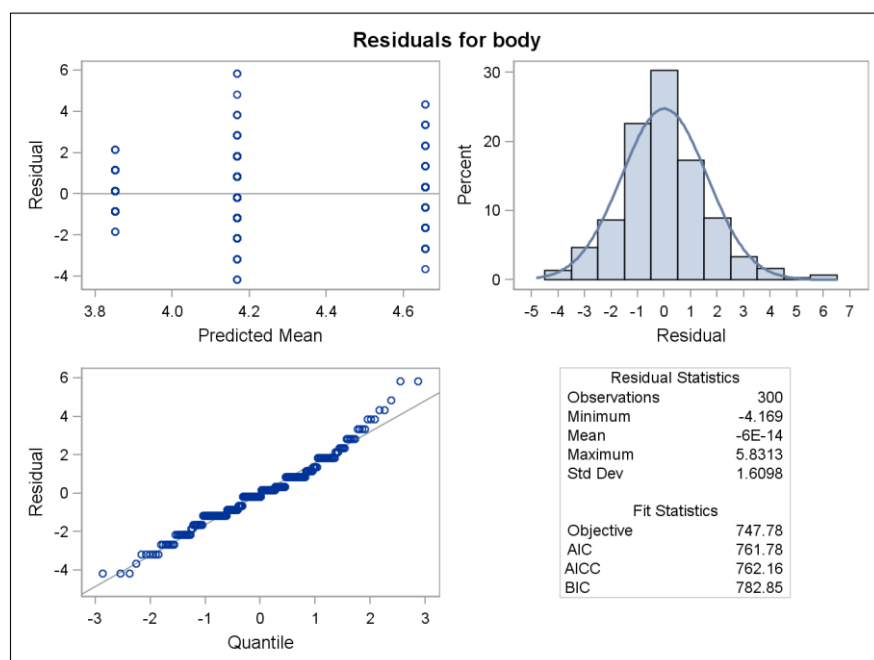 Residuals for body
6
4
2
0
-2
-4
Residual
3.8 4.0 4.2 4.4 4.6
Predicted Mean
30
20
10
0
Percent
-5 -4 -3 -2 -1 0 1 2 3 4 5 6 7
Residual
6
4
2
0
-2
-4
Residual
-3 -2 -1 0 1 2 3
Quantile
Residual Statistics
Observations 300
Minimum -4.169
Mean -6E-14
Maximum 5.8313
Std Dev 1.6098
Fit Statistics
Objective 747.78
AIC 761.78
AICC 762.16
BIC 782.85